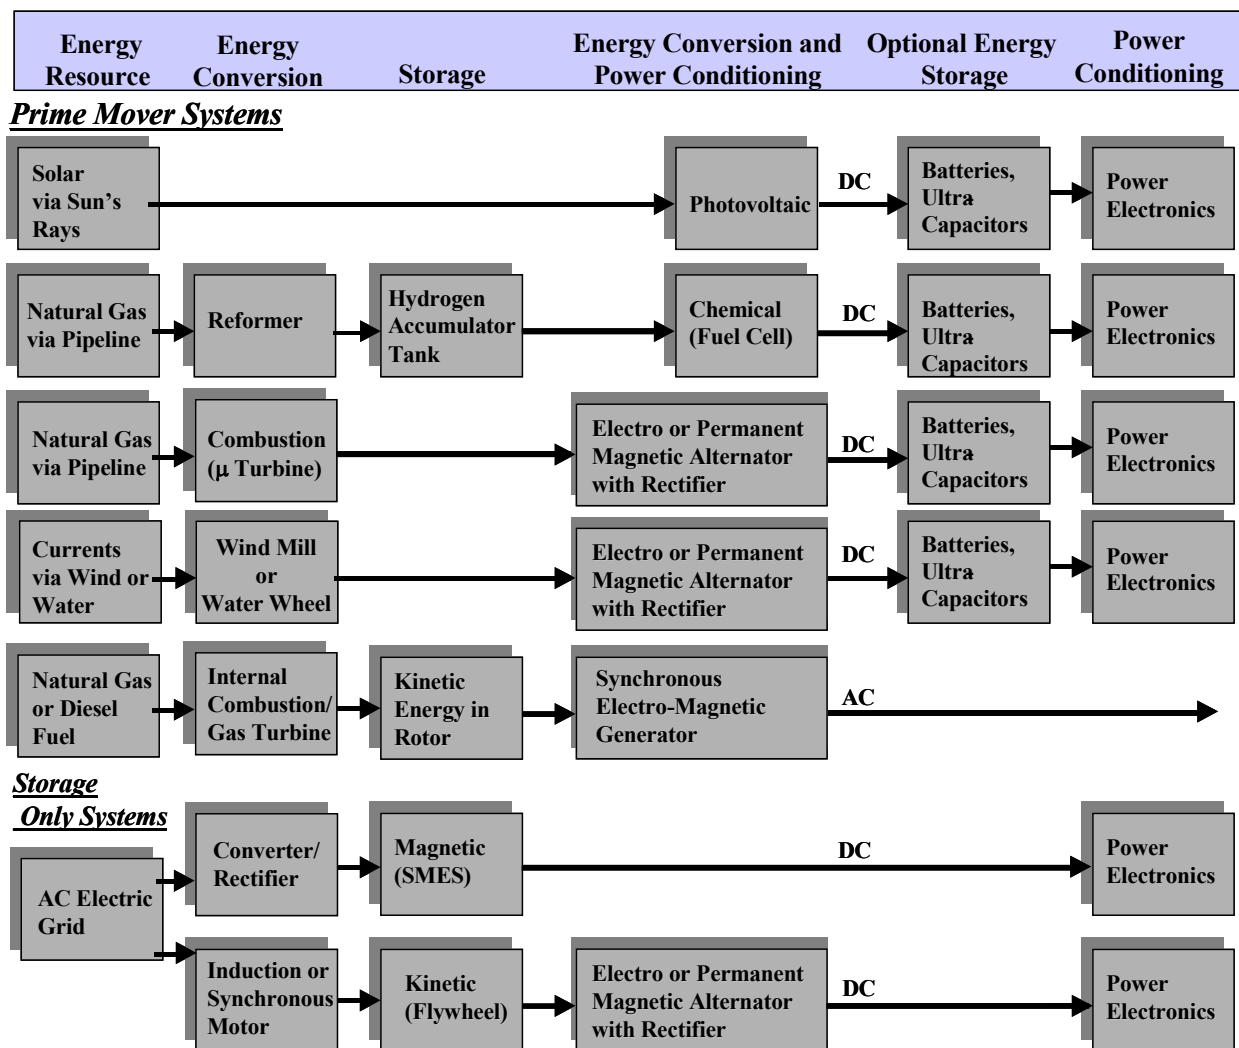 Energy Resource
Energy Conversion
Storage
Energy Conversion and Power Conditioning
Optional Energy Storage
Power Conditioning
Prime Mover Systems
Solar
via Sun's
Rays
Photovoltaic
DC
Batteries,
Ultra-
Capacitors
Power
Electronics
Natural Gas
via Pipeline
Reformer
Hydrogen
Accumulator
Tank
Chemical
(Fuel Cell)
DC
Batteries,
Ultra-
Capacitors
Power
Electronics
Natural Gas
via Pipeline
Combustion
(μ Turbine)
Electro or Permanent
Magnetic Alternator
with Rectifier
DC
Batteries,
Ultra-
Capacitors
Power
Electronics
Currents
via Wind or
Water
Wind Mill
or
Water Wheel
Electro or Permanent
Magnetic Alternator
with Rectifier
DC
Batteries,
Ultra-
Capacitors
Power
Electronics
Natural Gas
or Diesel
Fuel
Internal
Combustion/
Gas Turbine
Kinetic
Energy in
Rotor
Synchronous
Electro-Magnetic
Generator
AC
Storage
Only Systems
AC Electric
Grid
Converter/
Rectifier
Magnetic
(SMES)
DC
Power
Electronics
Induction or
Synchronous
Motor
Kinetic
(Flywheel)
Electro or Permanent
Magnetic Alternator
with Rectifier
DC
Power
Electronics